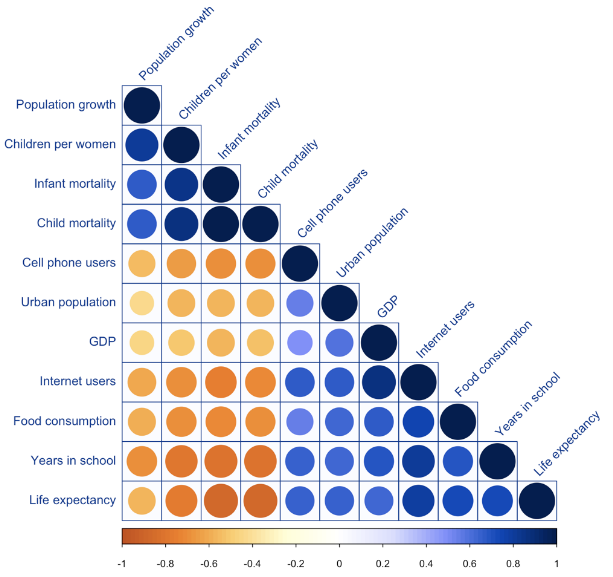 Population growth
Children per women
Infant mortality
Child mortality
Cell phone users
Urban population
GDP
Internet users
Food consumption
Years in school
Life expectancy
Population growth
Children per women
Infant mortality
Child mortality
Cell phone users
Urban population
GDP
Internet users
Food consumption
Years in school
Life expectancy
-1 -0.8 -0.6 -0.4 -0.2 0 0.2 0.4 0.6 0.8 1